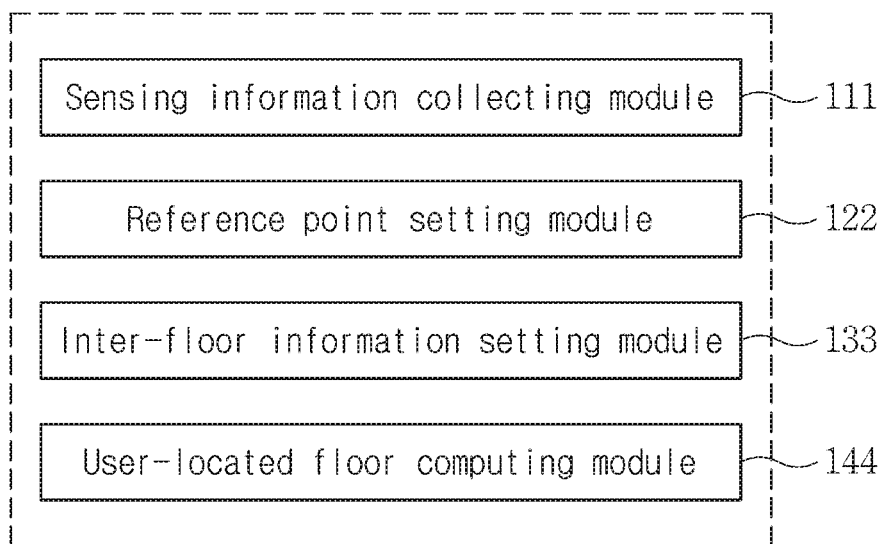 Sensing information collecting module 111
Reference point setting module 122
Inter-floor information setting module 133
User-located floor computing module 144